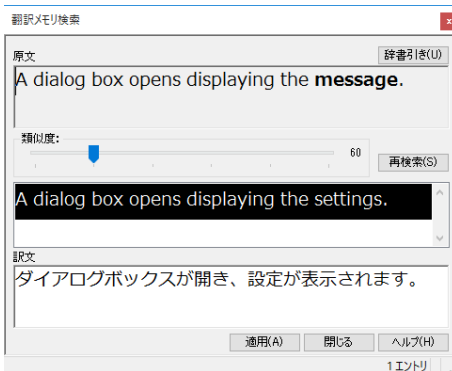 翻訳メモリ検索
x
原文
辞書引き(U)
A dialog box opens displaying the message.
類似度:
60
再検索(S)
A dialog box opens displaying the settings.
訳文
ダイアログボックスが開き、設定が表示されます。
適用(A) 閉じる ヘルプ(H)
1 エントリ